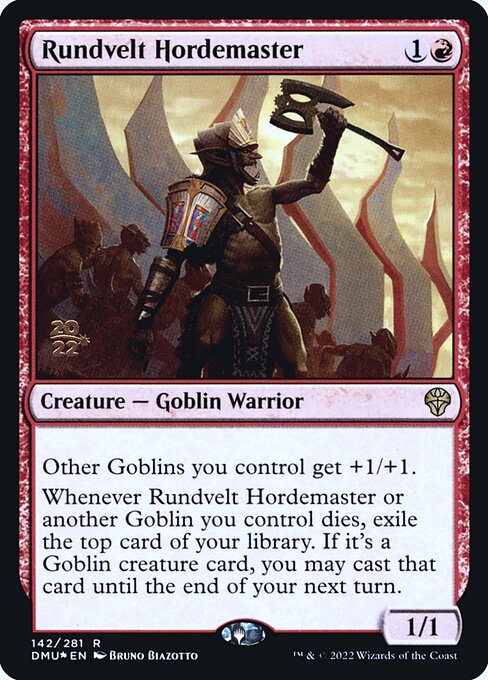 Rundvelt Hordemaster 1
20
22
Creature — Goblin Warrior
Other Goblins you control get +1/+1.
Whenever Rundvelt Hordemaster or
another Goblin you control dies, exile
the top card of your library. If it's a
Goblin creature card, you may cast that
card until the end of your next turn.
1/1
142/281 R
DMU★EN Bruno Biazotto
™ & © 2022 Wizards of the Coast